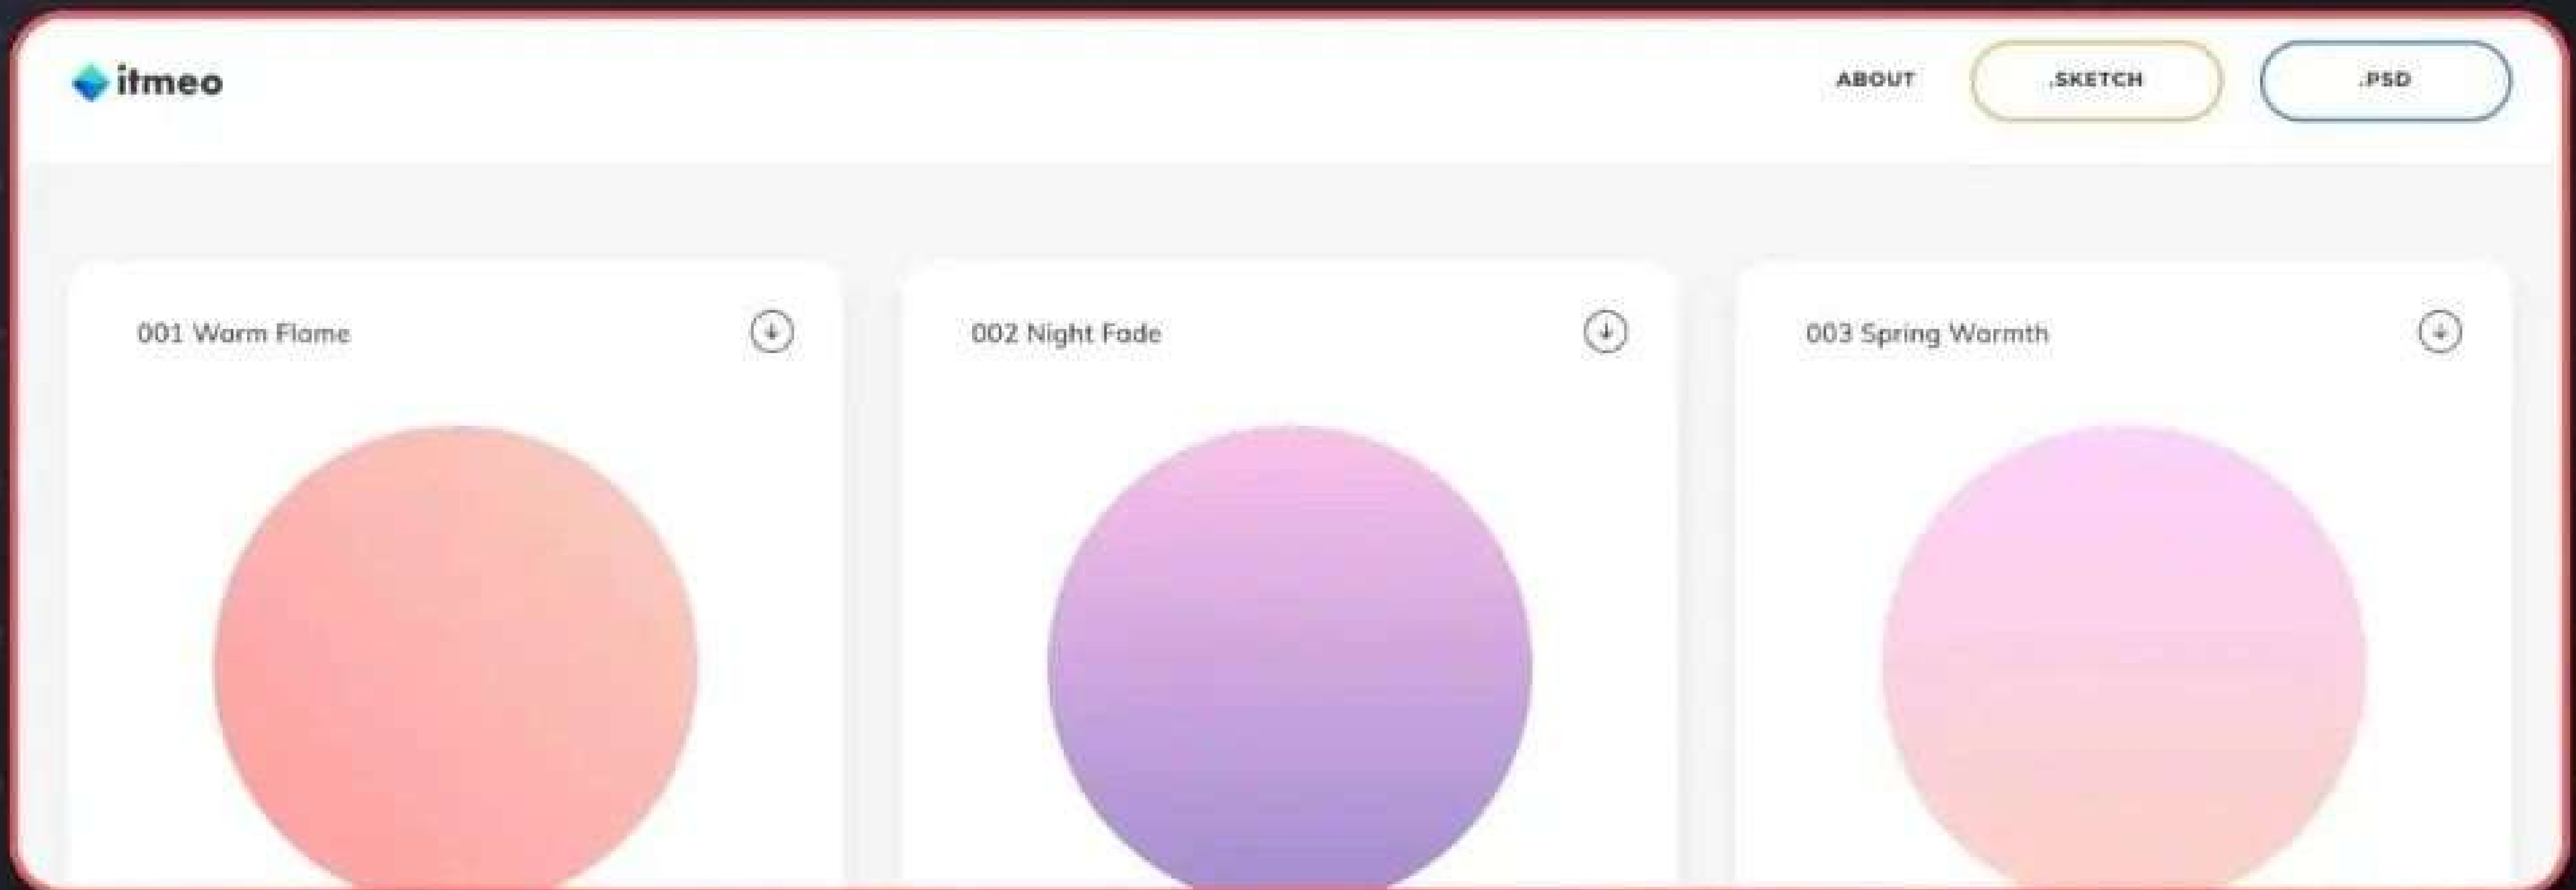 itmeo
ABOUT
.SKETCH
.PSD
001 Warm Flame
002 Night Fade
003 Spring Warmth